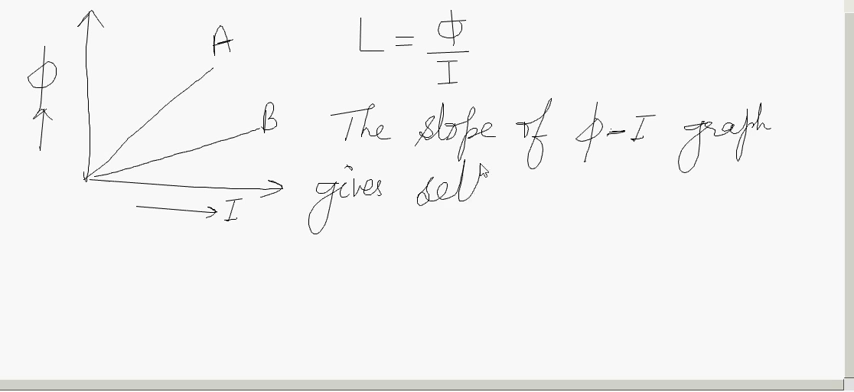 A
L = Φ/I
Φ
B
The slope of φ-I graph
gives self
I